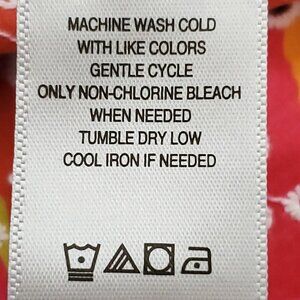 MACHINE WASH COLD
WITH LIKE COLORS
GENTLE CYCLE
ONLY NON-CHLORINE BLEACH
WHEN NEEDED
TUMBLE DRY LOW
COOL IRON IF NEEDED